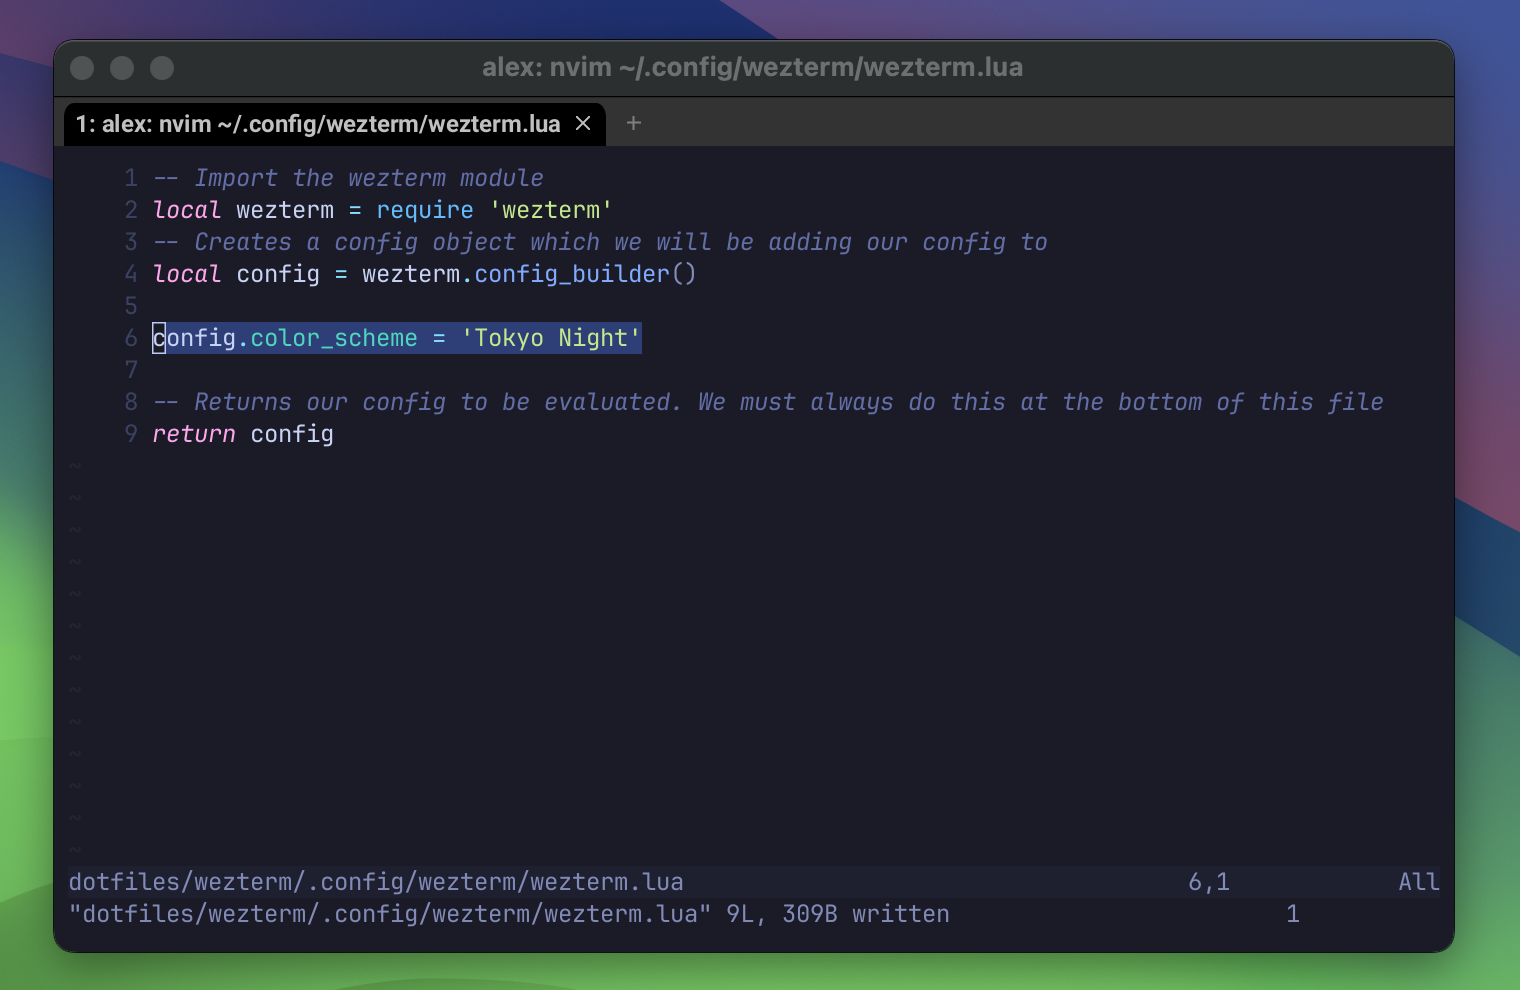 alex: nvim ~/.config/wezterm/wezterm.lua
1: alex: nvim ~/.config/wezterm/wezterm.lua × +
1 -- Import the wezterm module
2 local wezterm = require 'wezterm'
3 -- Creates a config object which we will be adding our config to
4 local config = wezterm.config_builder()
5
6 config.color_scheme = 'Tokyo Night'
7
8 -- Returns our config to be evaluated. We must always do this at the bottom of this file
9 return config
~
~
~
~
~
~
~
~
~
~
~
~
~
dotfiles/wezterm/.config/wezterm/wezterm.lua 6,1 All
"dotfiles/wezterm/.config/wezterm/wezterm.lua" 9L, 309B written 1